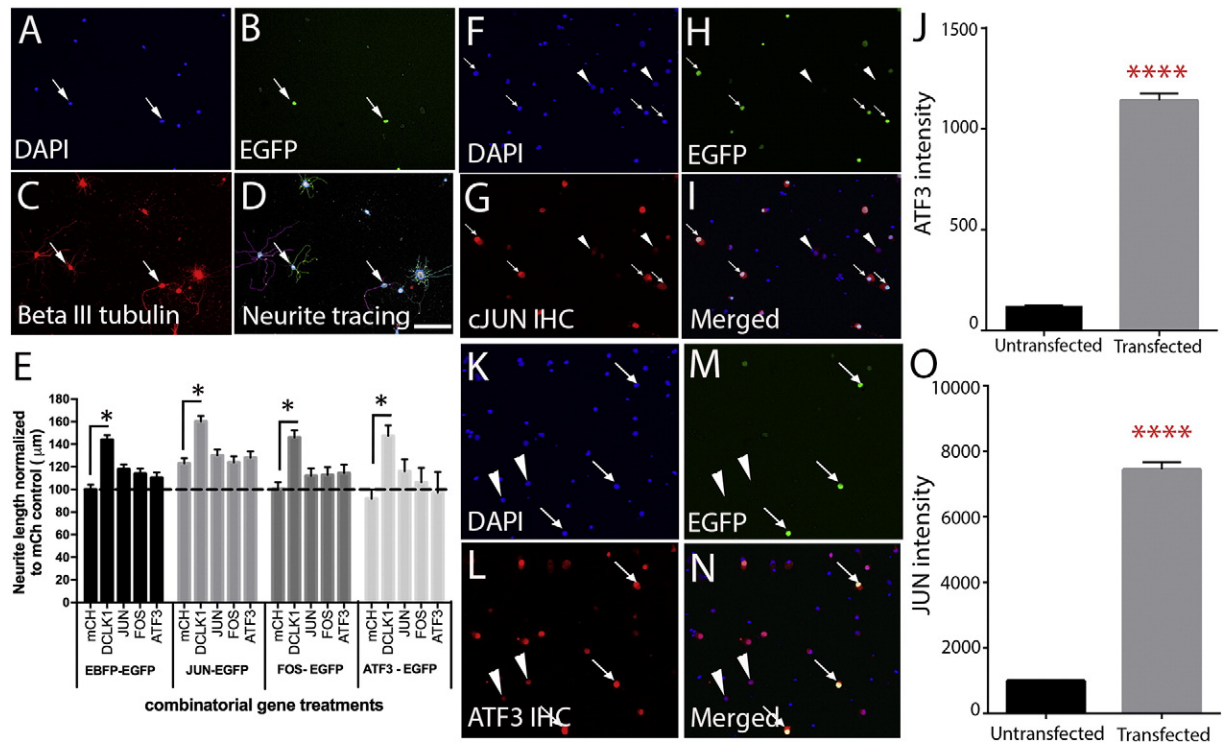 A
DAPI
B
EGFP
C
Beta III tubulin
D
Neurite tracing
E
Neurite length normalized
to mCh control ( μm)
180
160
140
120
100
80
60
40
20
0
*
*
*
*
mCH
DCLK1
JUN
FOS
ATF3
mCH
DCLK1
JUN
FOS
ATF3
mCH
DCLK1
JUN
FOS
ATF3
mCH
DCLK1
JUN
FOS
ATF3
EBFP-EGFP
JUN-EGFP
FOS- EGFP
ATF3 - EGFP
combinatorial gene treatments
F
DAPI
H
EGFP
G
cJUN IHC
I
Merged
K
DAPI
M
EGFP
L
ATF3 IHC
N
Merged
J
ATF3 intensity
1500
1000
500
0
****
Untransfected
Transfected
O
JUN intensity
10000
8000
6000
4000
2000
0
****
Untransfected
Transfected